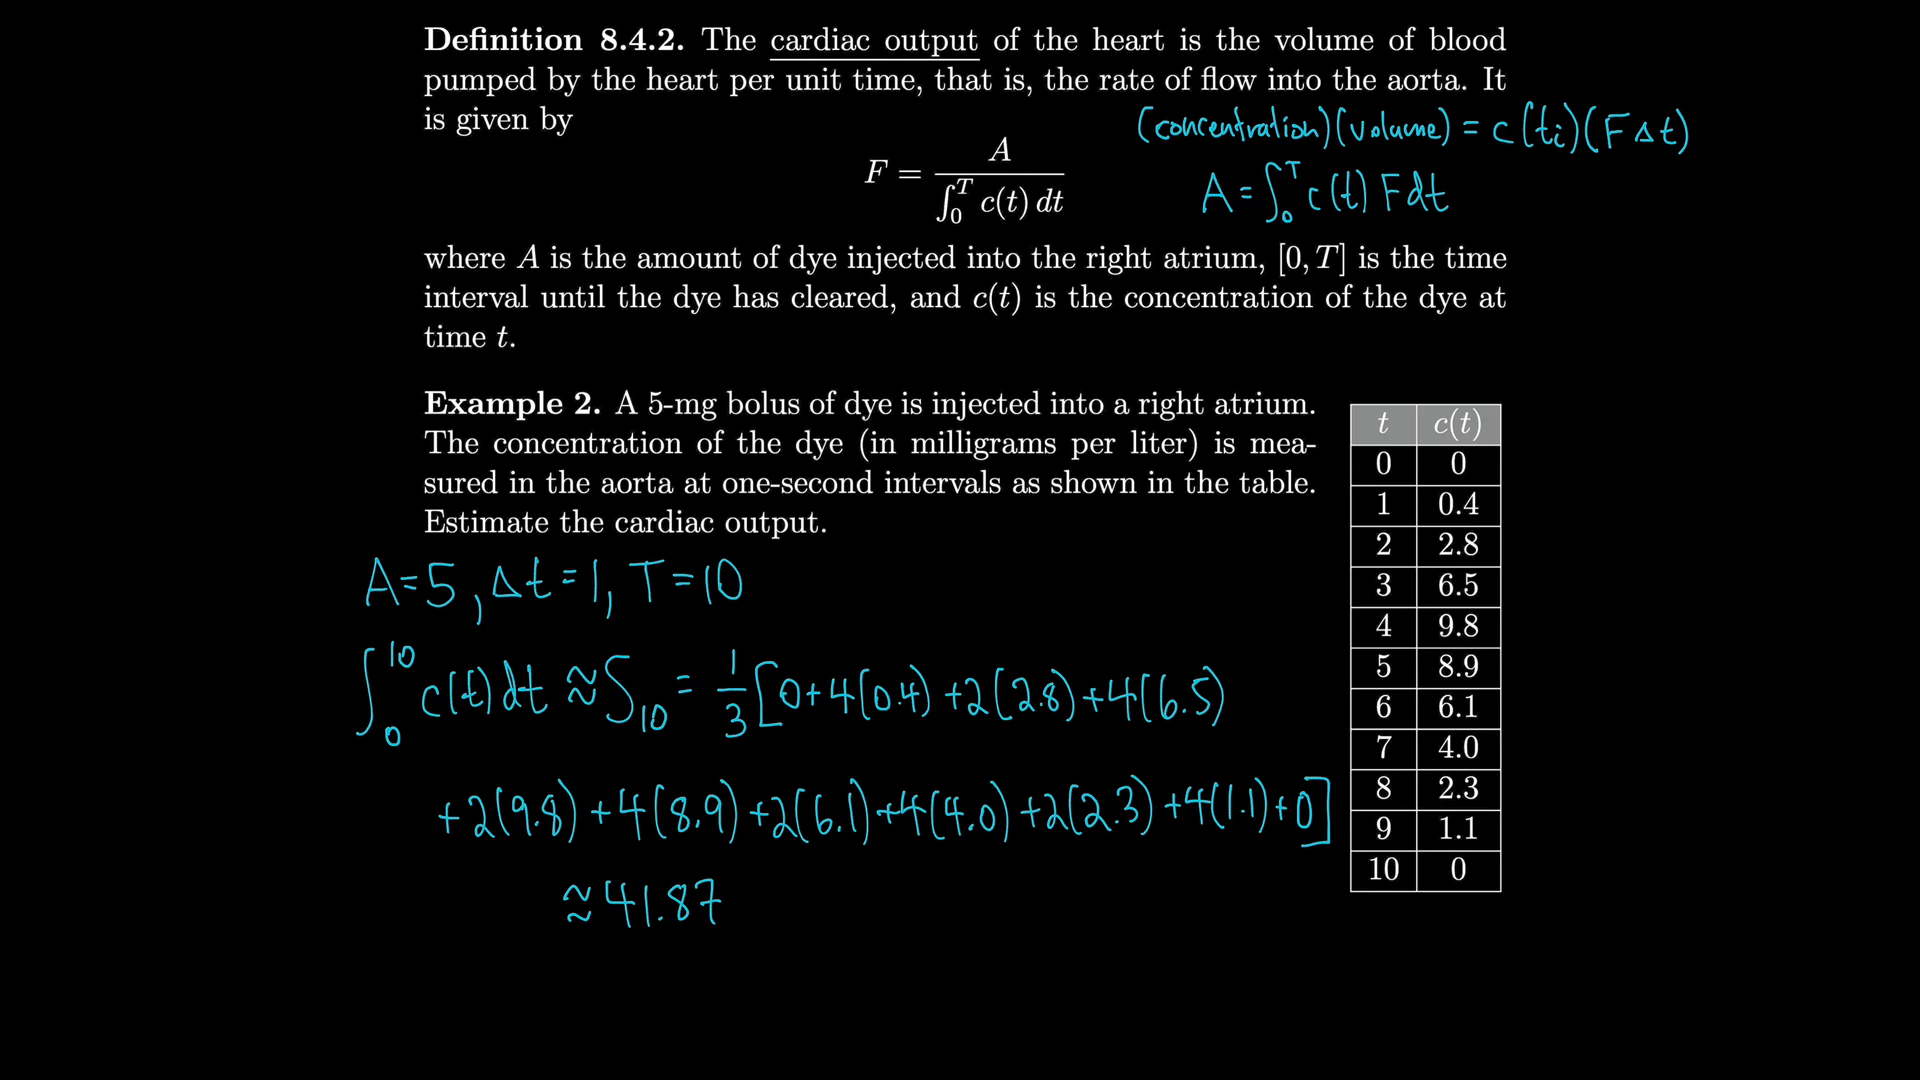 Definition 8.4.2. The cardiac output of the heart is the volume of blood
pumped by the heart per unit time, that is, the rate of flow into the aorta. It
is given by
(concentration)(volume) = c(tᵢ)(FΔt)
F = A / ∫₀ᵀ c(t) dt
A = ∫₀ᵀ c(t) F dt
where A is the amount of dye injected into the right atrium, [0, T] is the time
interval until the dye has cleared, and c(t) is the concentration of the dye at
time t.
Example 2. A 5-mg bolus of dye is injected into a right atrium.
The concentration of the dye (in milligrams per liter) is mea-
sured in the aorta at one-second intervals as shown in the table.
Estimate the cardiac output.
t c(t)
0 0
1 0.4
2 2.8
3 6.5
4 9.8
5 8.9
6 6.1
7 4.0
8 2.3
9 1.1
10 0
A=5, Δt=1, T=10
∫₀¹⁰ c(t)dt ≈ S₁₀ = 1/3 [0+4(0.4)+2(2.8)+4(6.5)
+2(9.8)+4(8.9)+2(6.1)+4(4.0)+2(2.3)+4(1.1)+0]
≈41.87